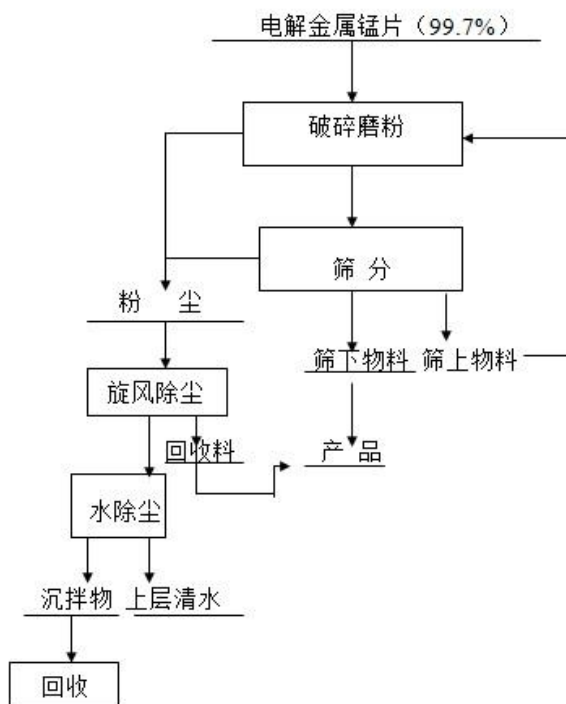 电解金属锰片（99.7%）
破碎磨粉
筛 分
粉 尘
筛下物料 筛上物料
旋风除尘
回收料 产 品
水除尘
沉拌物 上层清水
回收